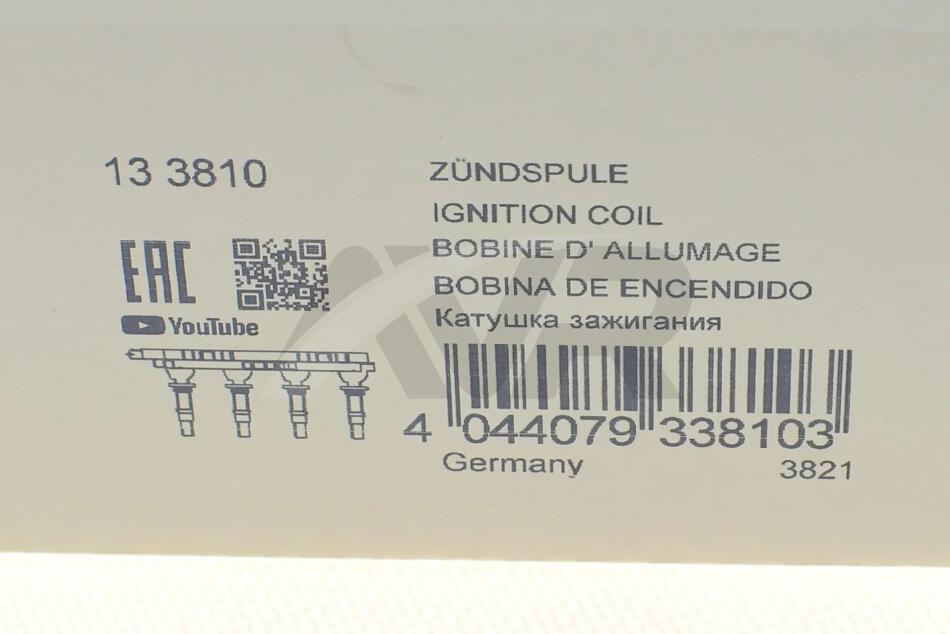 13 3810
ZÜNDSPULE
IGNITION COIL
BOBINE D' ALLUMAGE
BOBINA DE ENCENDIDO
Катушка зажигания
EAC
YouTube
4 044079 338103
Germany
3821
AVR